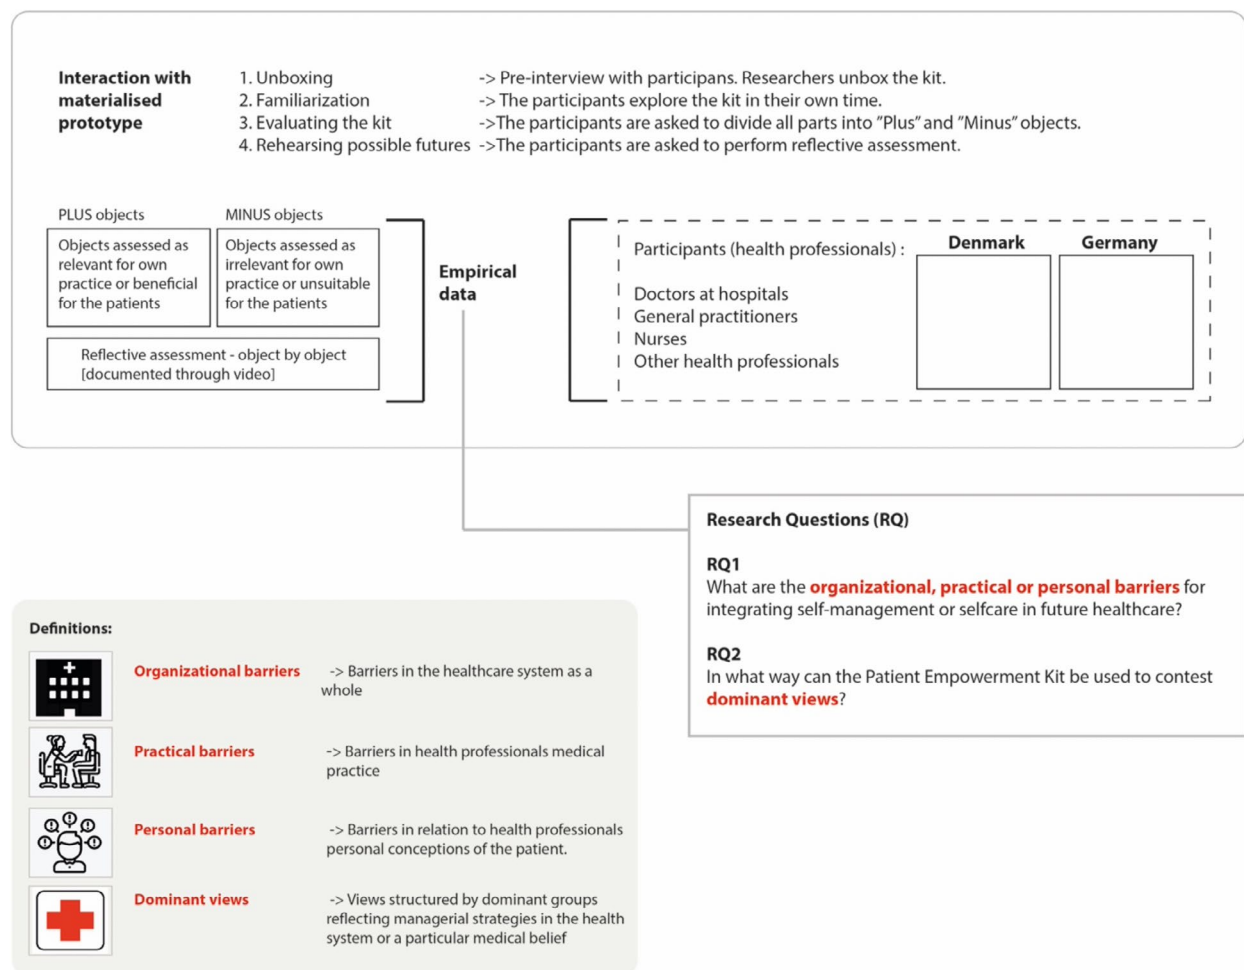 Interaction with
materialised
prototype
1. Unboxing -> Pre-interview with participans. Researchers unbox the kit.
2. Familiarization -> The participants explore the kit in their own time.
3. Evaluating the kit ->The participants are asked to divide all parts into "Plus" and "Minus" objects.
4. Rehearsing possible futures ->The participants are asked to perform reflective assessment.
PLUS objects
Objects assessed as
relevant for own
practice or beneficial
for the patients
MINUS objects
Objects assessed as
irrelevant for own
practice or unsuitable
for the patients
Reflective assessment - object by object
[documented through video]
Empirical
data
Participants (health professionals) :
Doctors at hospitals
General practitioners
Nurses
Other health professionals
Denmark
Germany
Research Questions (RQ)
RQ1
What are the organizational, practical or personal barriers for
integrating self-management or selfcare in future healthcare?
RQ2
In what way can the Patient Empowerment Kit be used to contest
dominant views?
Definitions:
Organizational barriers -> Barriers in the healthcare system as a
whole
Practical barriers -> Barriers in health professionals medical
practice
Personal barriers -> Barriers in relation to health professionals
personal conceptions of the patient.
Dominant views -> Views structured by dominant groups
reflecting managerial strategies in the health
system or a particular medical belief